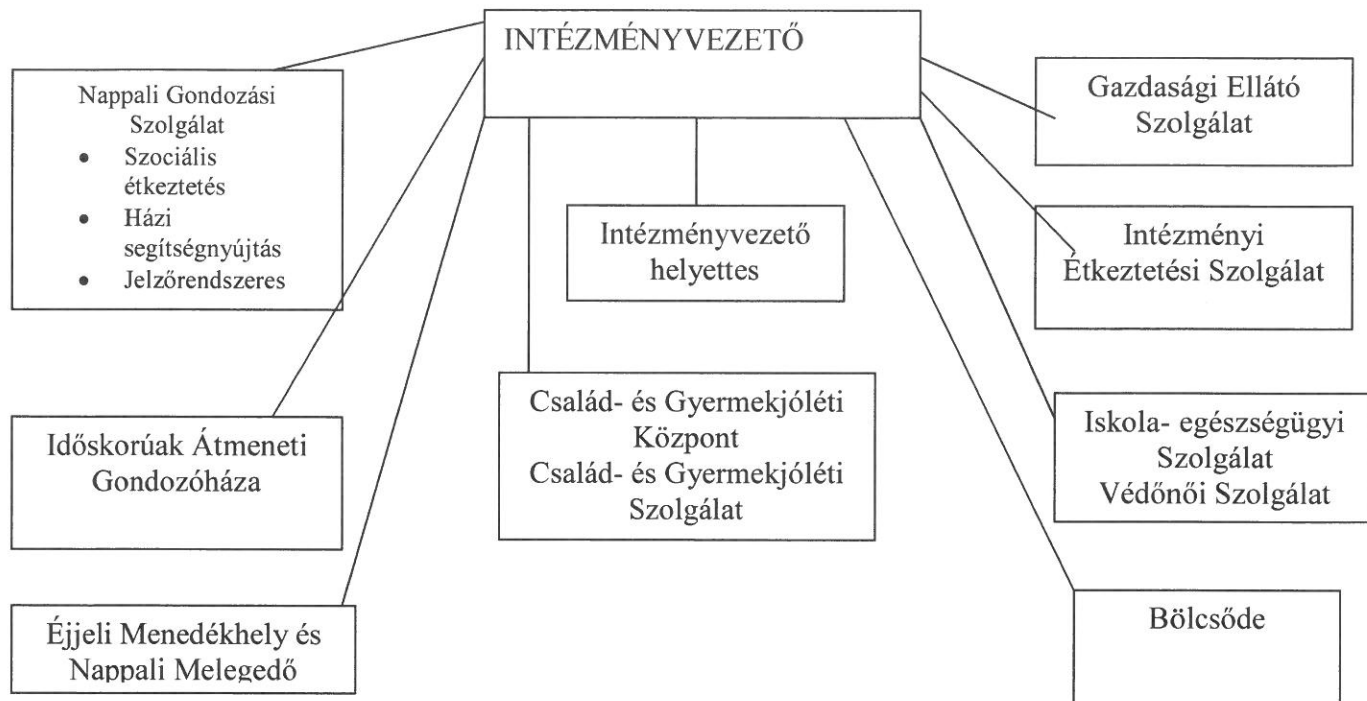 INTÉZMÉNYVEZETŐ
Nappali Gondozási
Szolgálat
• Szociális
étkeztetés
• Házi
segítségnyújtás
• Jelzőrendszeres
Gazdasági Ellátó
Szolgálat
Intézményvezető
helyettes
Intézményi
Étkeztetési Szolgálat
Időskorúak Átmeneti
Gondozóháza
Család- és Gyermekjóléti
Központ
Család- és Gyermekjóléti
Szolgálat
Iskola- egészségügyi
Szolgálat
Védőnői Szolgálat
Éjjeli Menedékhely és
Nappali Melegedő
Bölcsőde